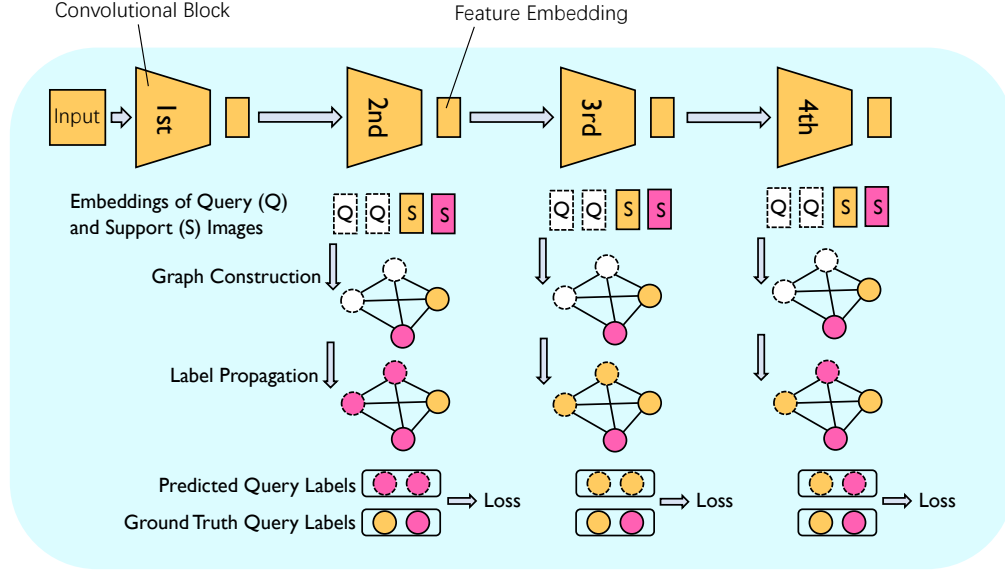 Convolutional Block
Feature Embedding
Input
1st
2nd
3rd
4th
Embeddings of Query (Q)
and Support (S) Images
Q Q S S
Q Q S S
Q Q S S
Graph Construction
Label Propagation
Predicted Query Labels
Loss
Loss
Loss
Ground Truth Query Labels